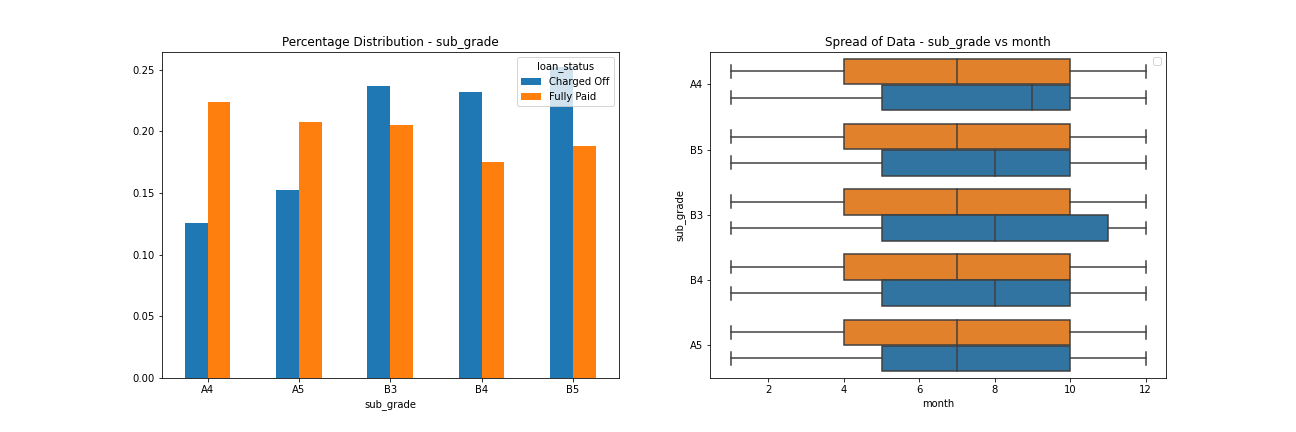 Percentage Distribution - sub_grade
loan_status
Charged Off
Fully Paid
0.25
0.20
0.15
0.10
0.05
0.00
A4 A5 B3 B4 B5
sub_grade
Spread of Data - sub_grade vs month
sub_grade
A4
B5
B3
B4
A5
2 4 6 8 10 12
month